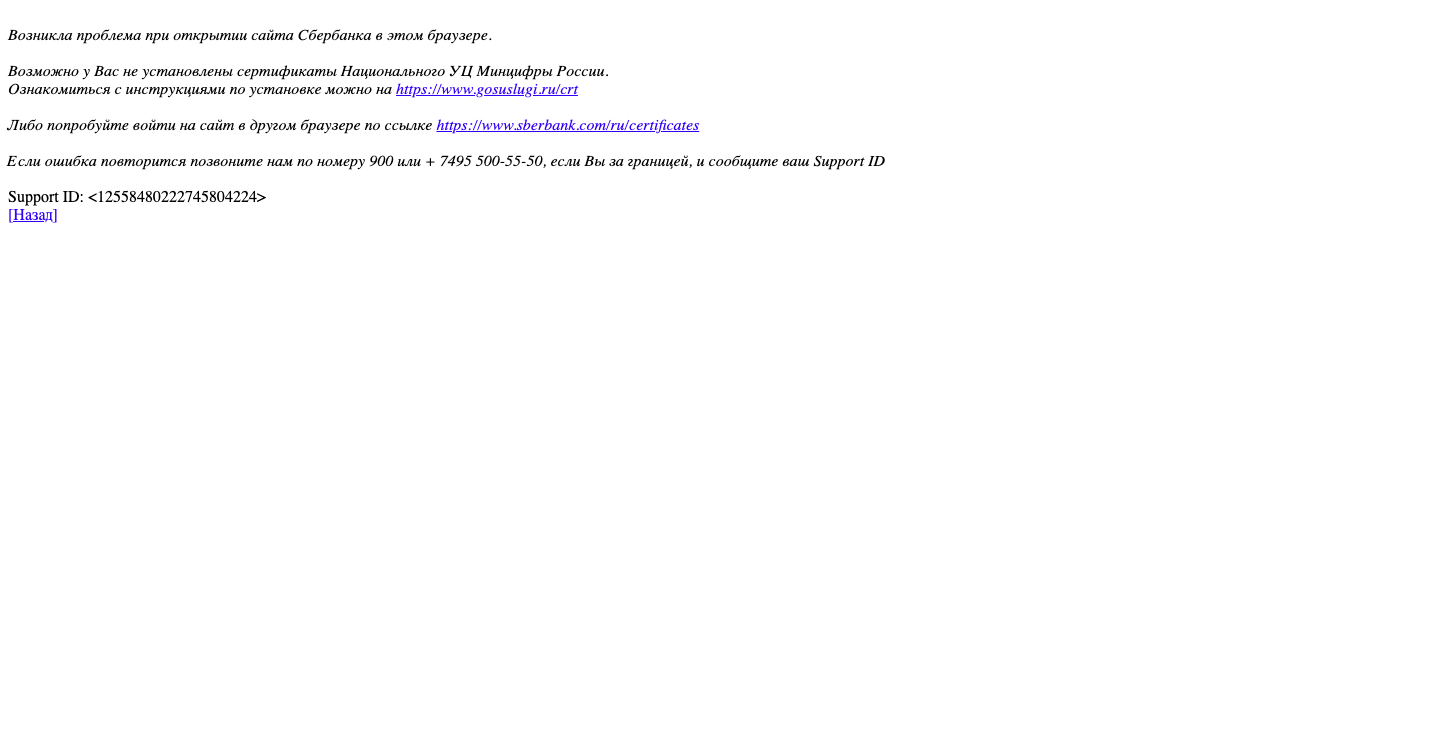 Возникла проблема при открытии сайта Сбербанка в этом браузере.
Возможно у Вас не установлены сертификаты Национального УЦ Минцифры России.
Ознакомиться с инструкциями по установке можно на https://www.gosuslugi.ru/crt
Либо попробуйте войти на сайт в другом браузере по ссылке https://www.sberbank.com/ru/certificates
Если ошибка повторится позвоните нам по номеру 900 или + 7495 500-55-50, если Вы за границей, и сообщите ваш Support ID
Support ID: <12558480222745804224>
[Назад]